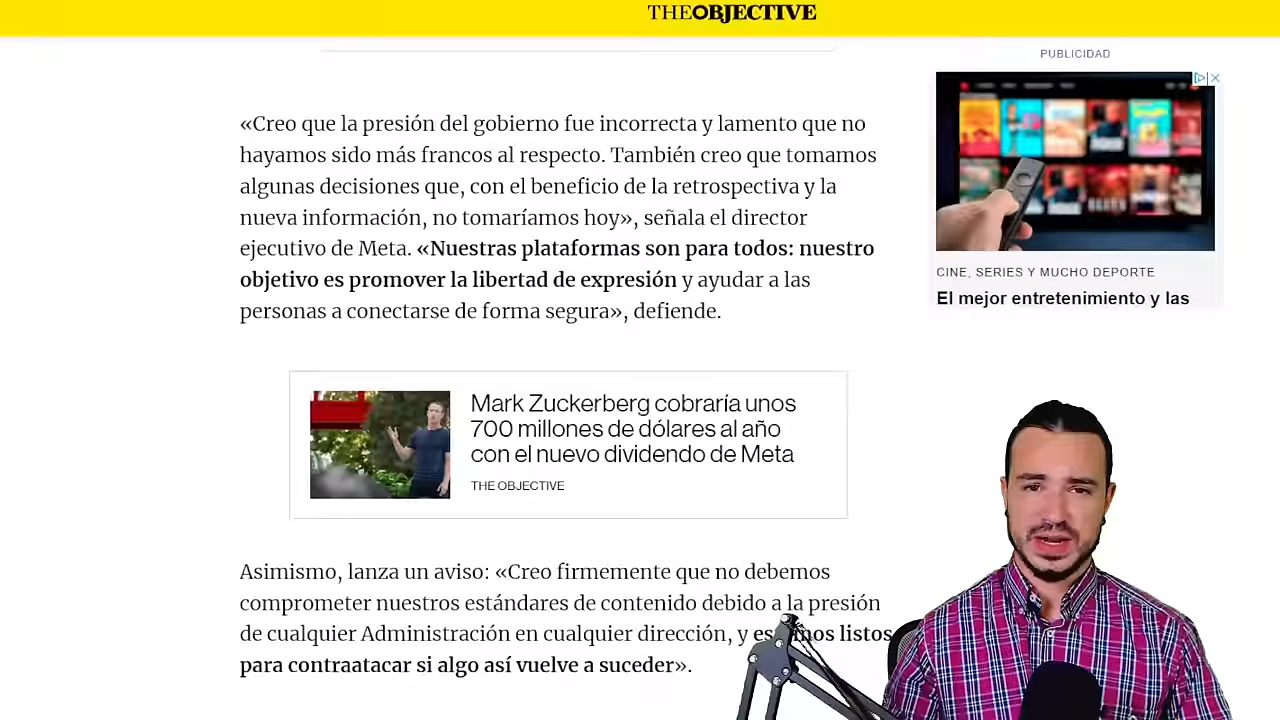 THEOBJECTIVE
PUBLICIDAD
«Creo que la presión del gobierno fue incorrecta y lamento que no
hayamos sido más francos al respecto. También creo que tomamos
algunas decisiones que, con el beneficio de la retrospectiva y la
nueva información, no tomaríamos hoy», señala el director
ejecutivo de Meta. «Nuestras plataformas son para todos: nuestro
objetivo es promover la libertad de expresión y ayudar a las
personas a conectarse de forma segura», defiende.
CINE, SERIES Y MUCHO DEPORTE
El mejor entretenimiento y las
Mark Zuckerberg cobraría unos
700 millones de dólares al año
con el nuevo dividendo de Meta
THE OBJECTIVE
Asimismo, lanza un aviso: «Creo firmemente que no debemos
comprometer nuestros estándares de contenido debido a la presión
de cualquier Administración en cualquier dirección, y listos
para contraatacar si algo así vuelve a suceder».